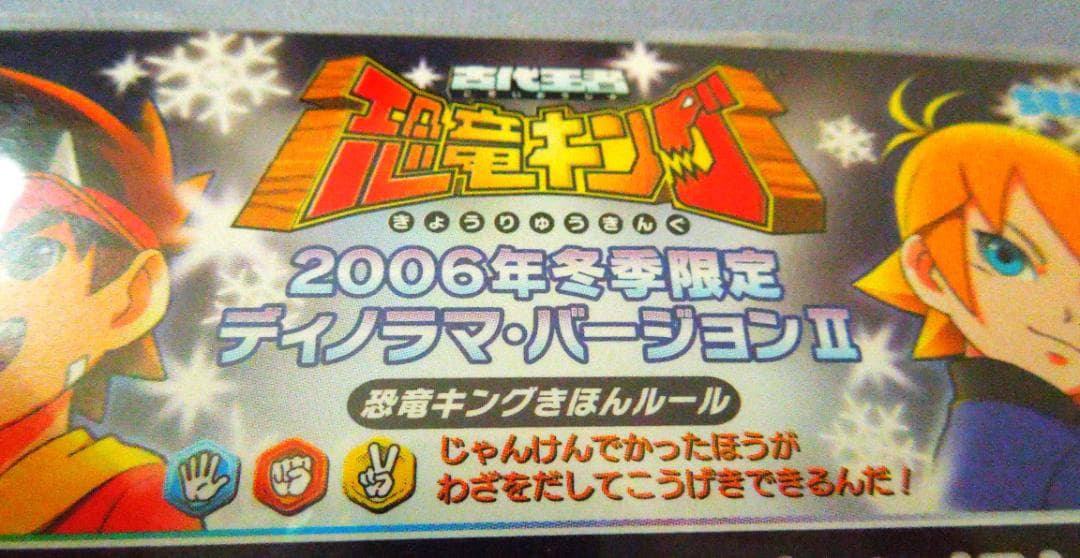 古代王者
恐竜キング
きょうりゅうきんぐ
2006年冬季限定
ディノラマ・バージョンⅡ
恐竜キングきほんルール
じゃんけんでかったほうが
わざをだしてこうげきできるんだ!